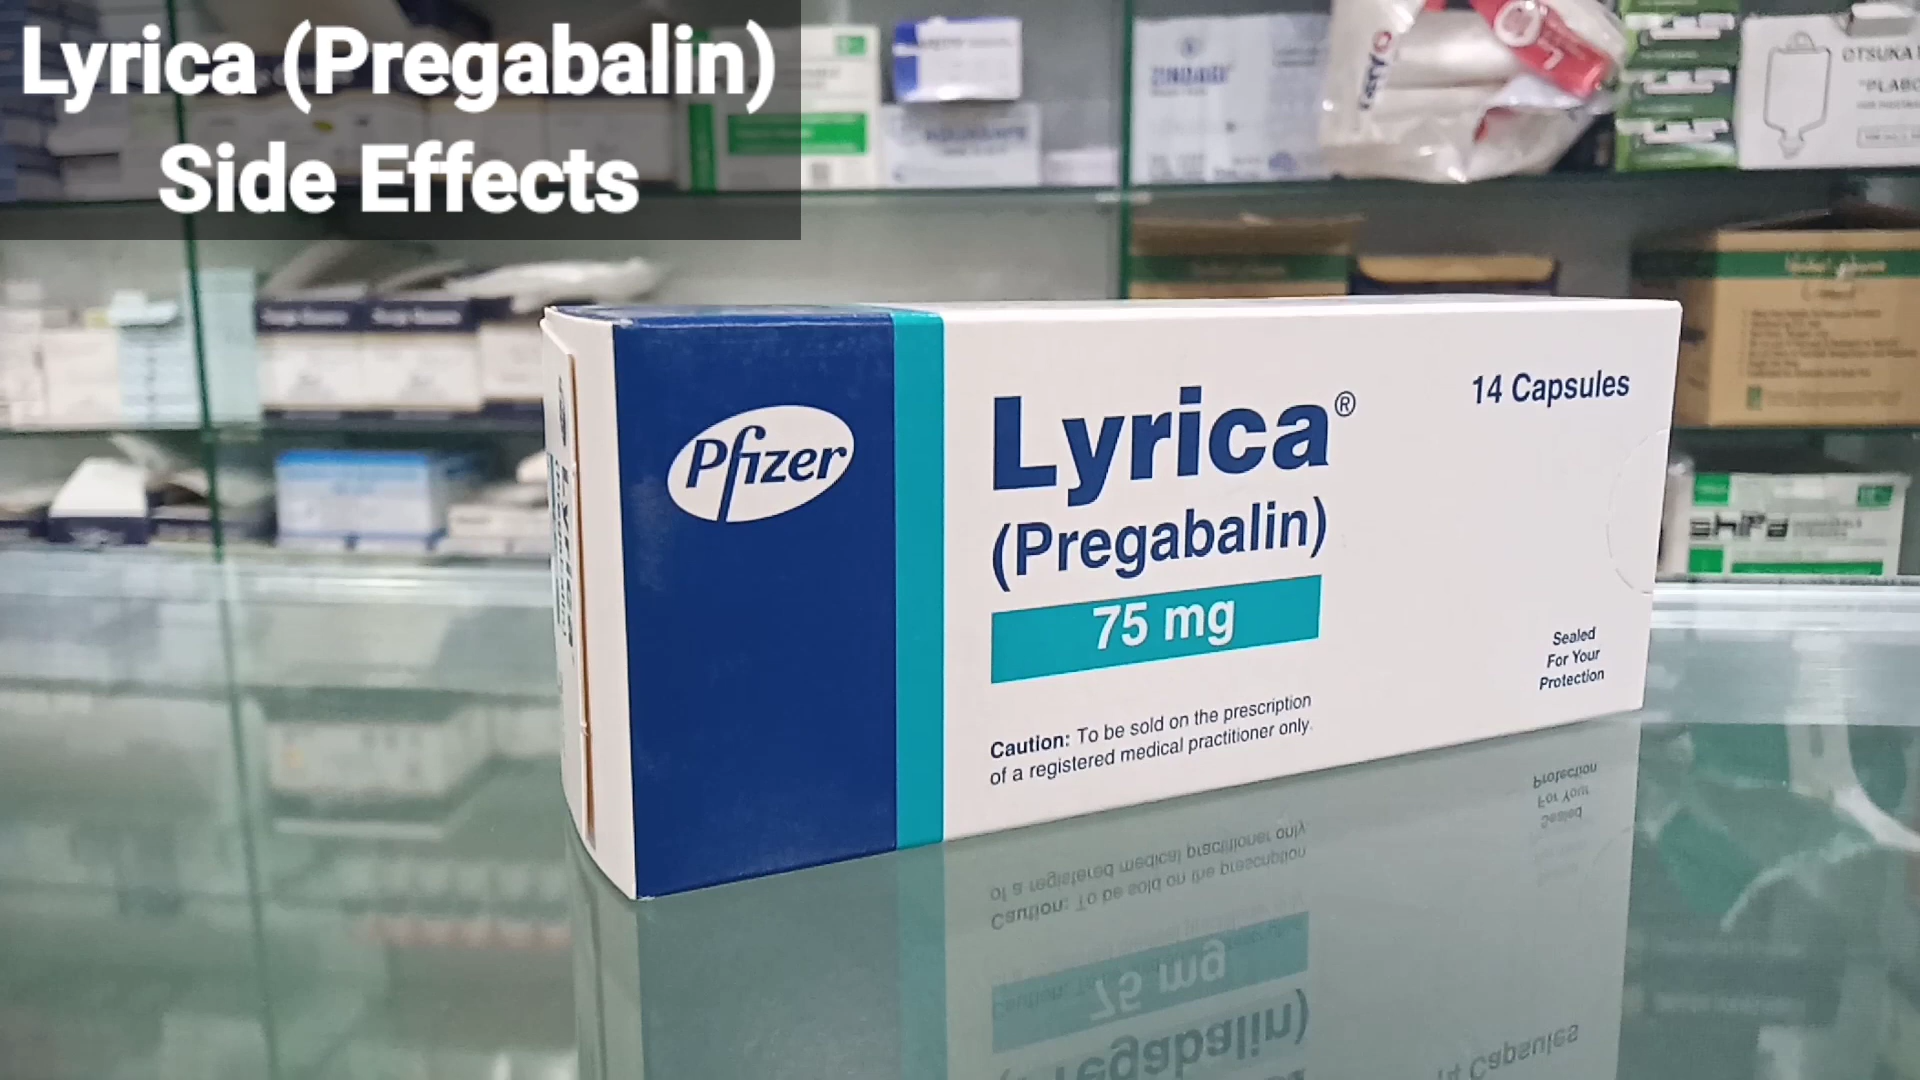 Lyrica (Pregabalin)
Side Effects
OTSUKA
Pfizer
Lyrica®
(Pregabalin)
75 mg
14 Capsules
Sealed
For Your
Protection
Caution: To be sold on the prescription
of a registered medical practitioner only.